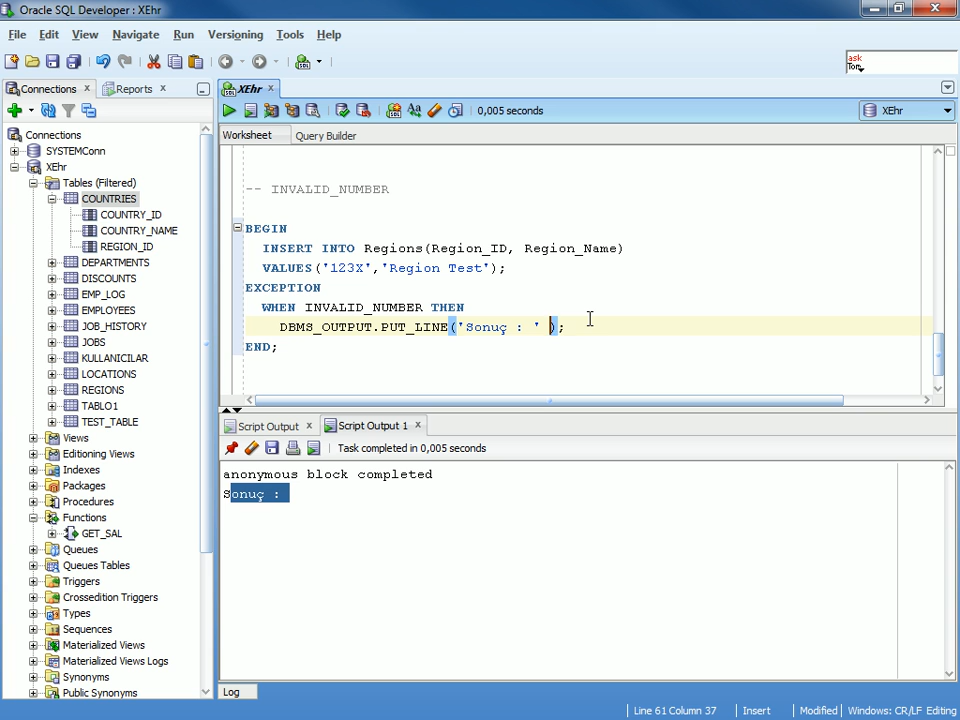 Oracle SQL Developer : XEhr
File Edit View Navigate Run Versioning Tools Help
ask
Tom
Connections Reports XEhr
0,005 seconds XEhr
Worksheet Query Builder
Connections
SYSTEMConn
XEhr
Tables (Filtered)
COUNTRIES
COUNTRY_ID
COUNTRY_NAME
REGION_ID
DEPARTMENTS
DISCOUNTS
EMP_LOG
EMPLOYEES
JOB_HISTORY
JOBS
KULLANICILAR
LOCATIONS
REGIONS
TABLO1
TEST_TABLE
Views
Editioning Views
Indexes
Packages
Procedures
Functions
GET_SAL
Queues
Queues Tables
Triggers
Crossedition Triggers
Types
Sequences
Materialized Views
Materialized Views Logs
Synonyms
Public Synonyms
-- INVALID_NUMBER
BEGIN
INSERT INTO Regions(Region_ID, Region_Name)
VALUES('123X','Region Test');
EXCEPTION
WHEN INVALID_NUMBER THEN
DBMS_OUTPUT.PUT_LINE('Sonuç : ' );
END;
Script Output Script Output 1
Task completed in 0,005 seconds
anonymous block completed
Sonuç :
Log
Line 61 Column 37 Insert Modified Windows: CR/LF Editing